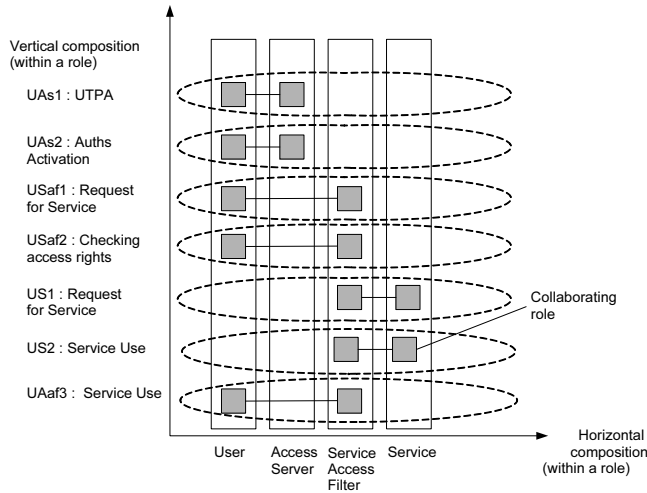 Vertical composition
(within a role)
UAs1 : UTPA
UAs2 : Auths
Activation
USaf1 : Request
for Service
USaf2 : Checking
access rights
US1 : Request
for Service
Collaborating
role
US2 : Service Use
UAaf3 :  Service Use
User
Access
Server
Service
Access
Filter
Service
Horizontal
composition
(within a role)